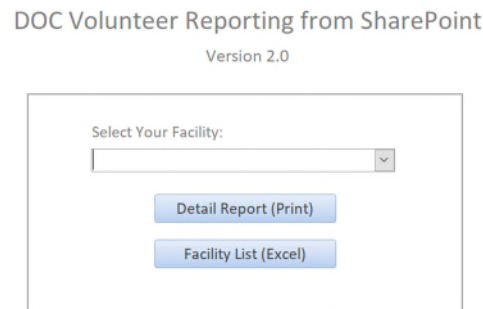 DOC Volunteer Reporting from SharePoint
Version 2.0
Select Your Facility:
Detail Report (Print)
Facility List (Excel)